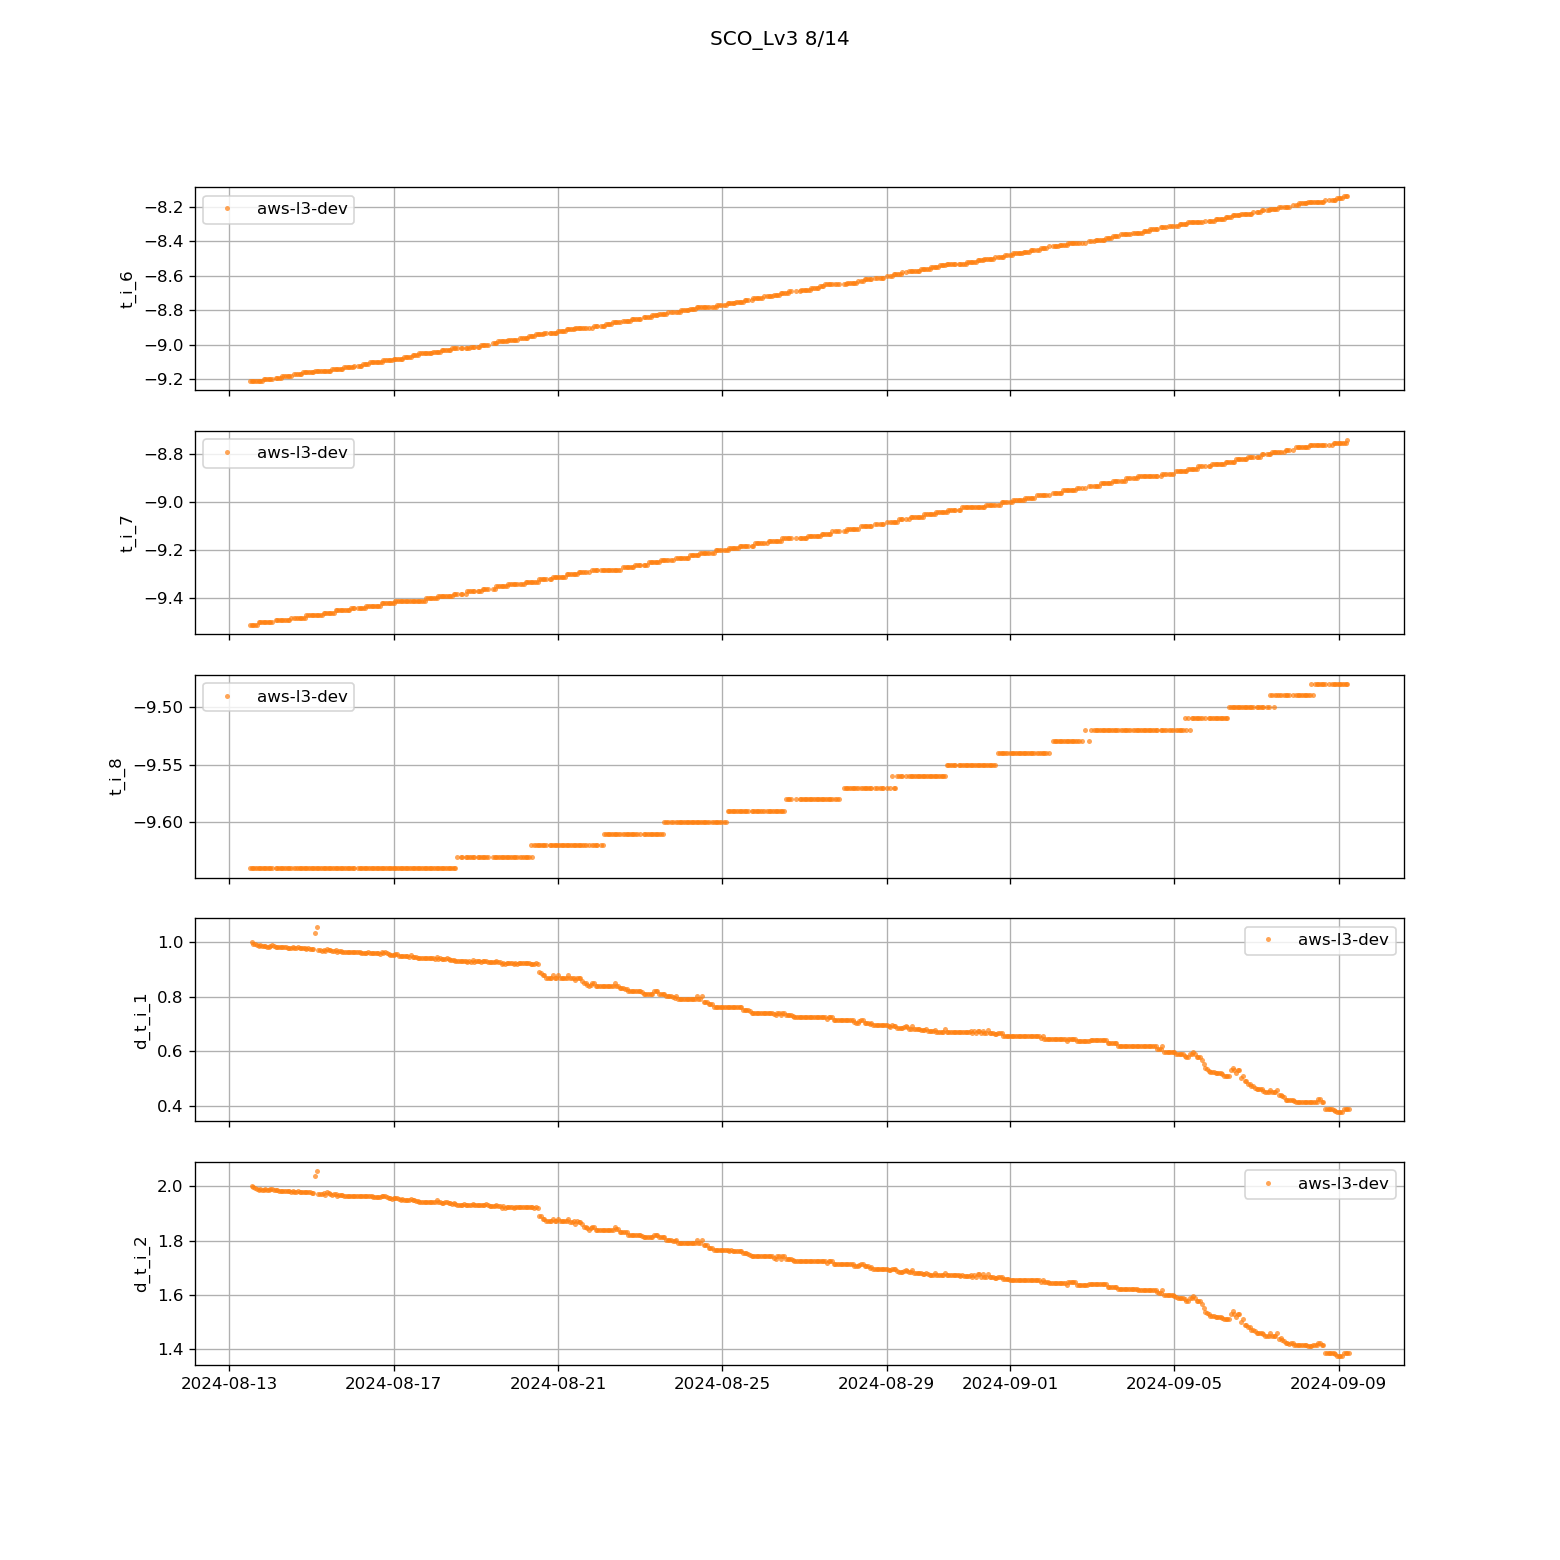 SCO_Lv3 8/14
t_i_6
−8.2
−8.4
−8.6
−8.8
−9.0
−9.2
aws-l3-dev
t_i_7
−8.8
−9.0
−9.2
−9.4
aws-l3-dev
t_i_8
−9.50
−9.55
−9.60
aws-l3-dev
d_t_i_1
1.0
0.8
0.6
0.4
aws-l3-dev
d_t_i_2
2.0
1.8
1.6
1.4
aws-l3-dev
2024-08-13 2024-08-17 2024-08-21 2024-08-25 2024-08-29 2024-09-01 2024-09-05 2024-09-09